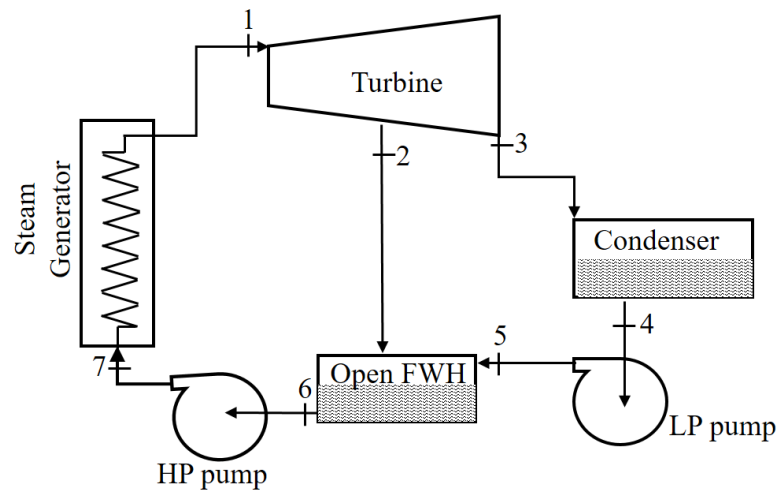 1
Turbine
2
3
Steam
Generator
Condenser
4
5
7
6
Open FWH
LP pump
HP pump